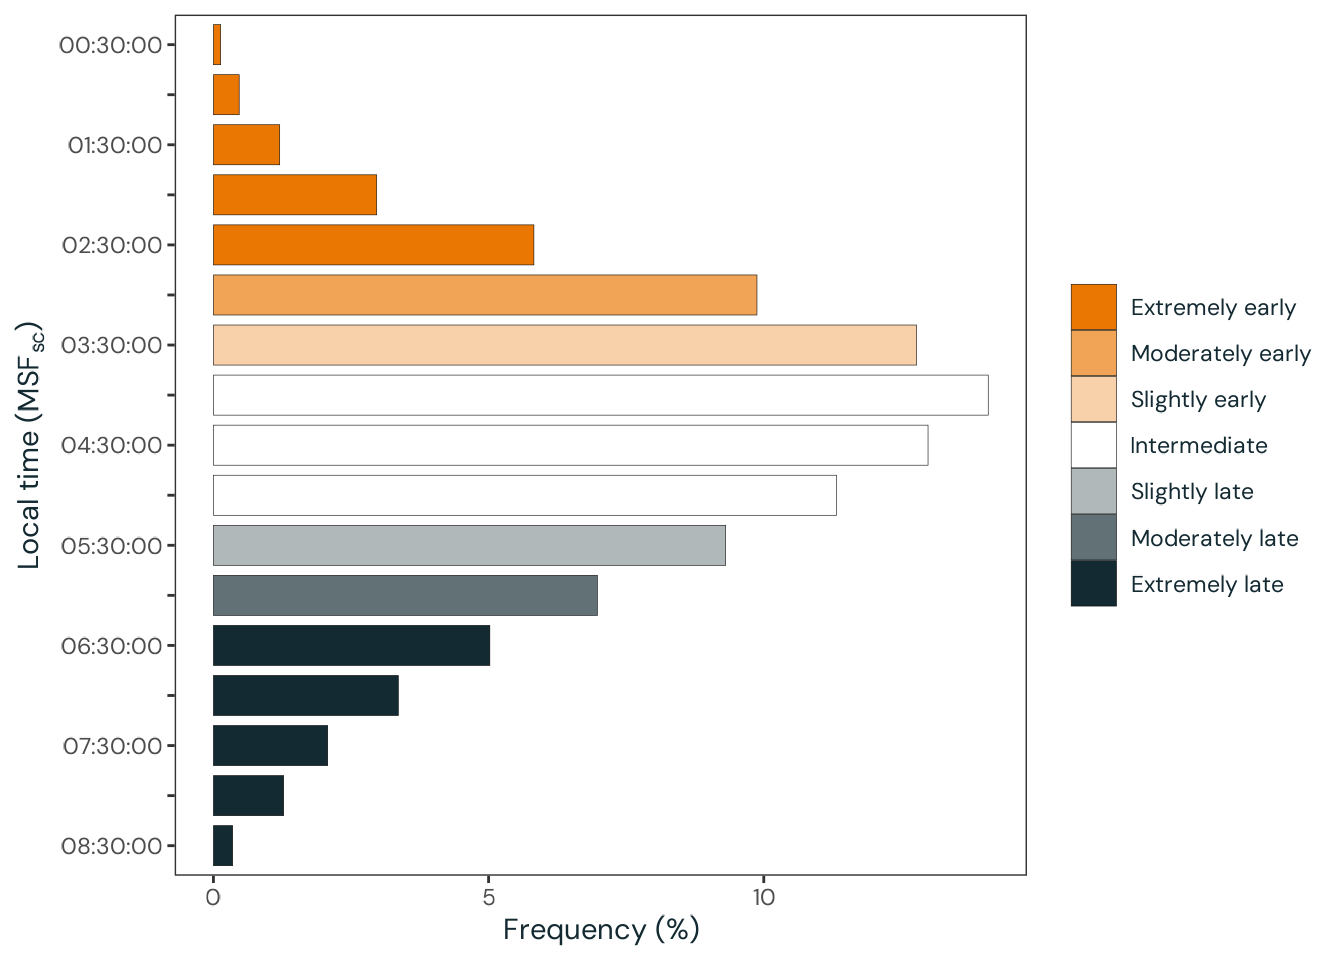 00:30:00
01:30:00
02:30:00
03:30:00
04:30:00
05:30:00
06:30:00
07:30:00
08:30:00
Local time (MSFsc)
0 5 10
Frequency (%)
Extremely early
Moderately early
Slightly early
Intermediate
Slightly late
Moderately late
Extremely late